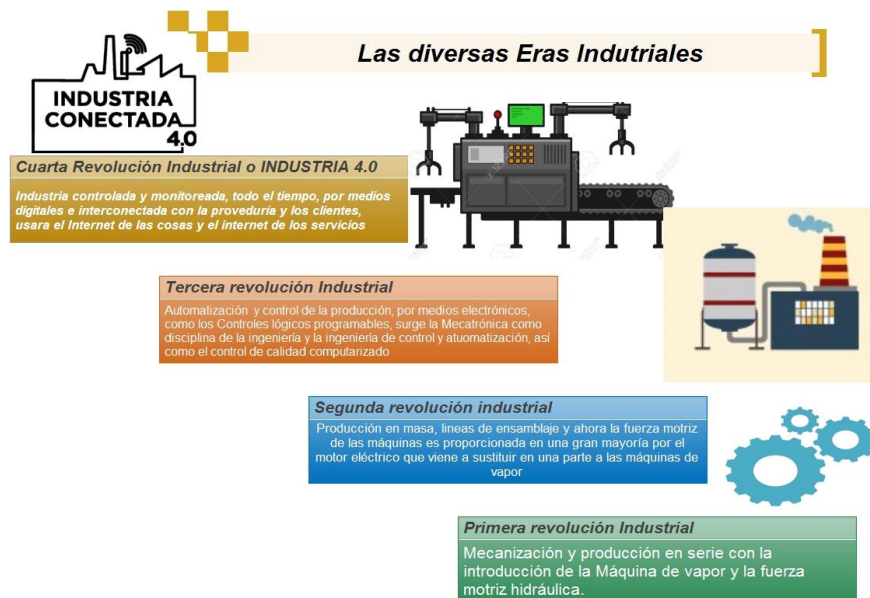 Las diversas Eras Indutriales
INDUSTRIA
CONECTADA
4.0
Cuarta Revolución Industrial o INDUSTRIA 4.0
Industria controlada y monitoreada, todo el tiempo, por medios
digitales e interconectada con la proveduría y los clientes,
usara el Internet de las cosas y el internet de los servicios
Tercera revolución Industrial
Automatización y control de la producción, por medios electrónicos,
como los Controles lógicos programables, surge la Mecatrónica como
disciplina de la ingeniería y la ingeniería de control y atuomatización, así
como el control de calidad computarizado
Segunda revolución industrial
Producción en masa, lineas de ensamblaje y ahora la fuerza motriz
de las máquinas es proporcionada en una gran mayoría por el
motor eléctrico que viene a sustituir en una parte a las máquinas de
vapor
Primera revolución Industrial
Mecanización y producción en serie con la
introducción de la Máquina de vapor y la fuerza
motriz hidráulica.